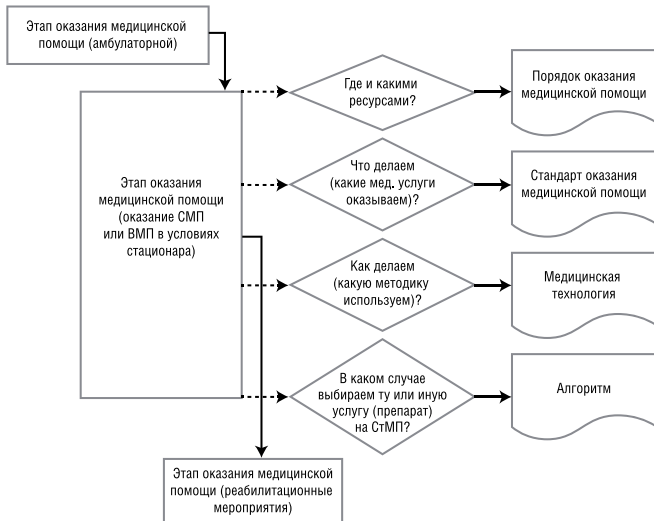 Этап оказания медицинской
помощи (амбулаторной)
Где и какими
ресурсами?
Порядок оказания
медицинской помощи
Этап оказания
медицинской помощи
(оказание СМП
или ВМП в условиях
стационара)
Что делаем
(какие мед. услуги
оказываем)?
Стандарт оказания
медицинской помощи
Как делаем
(какую методику
используем)?
Медицинская
технология
В каком случае
выбираем ту или иную
услугу (препарат)
на СтМП?
Алгоритм
Этап оказания медицинской
помощи (реабилитационные
мероприятия)